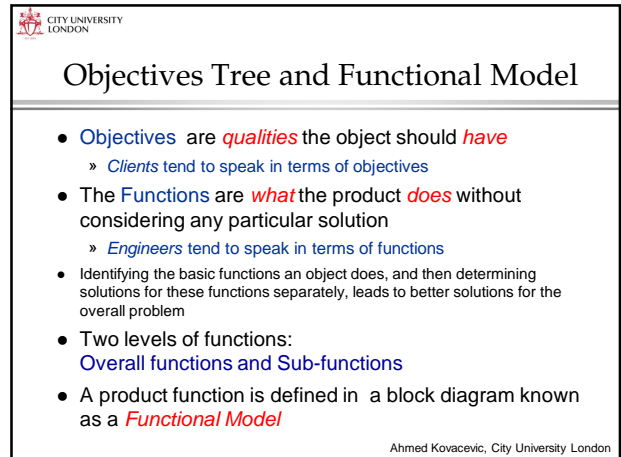 CITY UNIVERSITY
LONDON
Objectives Tree and Functional Model
● Objectives are qualities the object should have
» Clients tend to speak in terms of objectives
● The Functions are what the product does without
considering any particular solution
» Engineers tend to speak in terms of functions
● Identifying the basic functions an object does, and then determining
solutions for these functions separately, leads to better solutions for the
overall problem
● Two levels of functions:
Overall functions and Sub-functions
● A product function is defined in a block diagram known
as a Functional Model
Ahmed Kovacevic, City University London